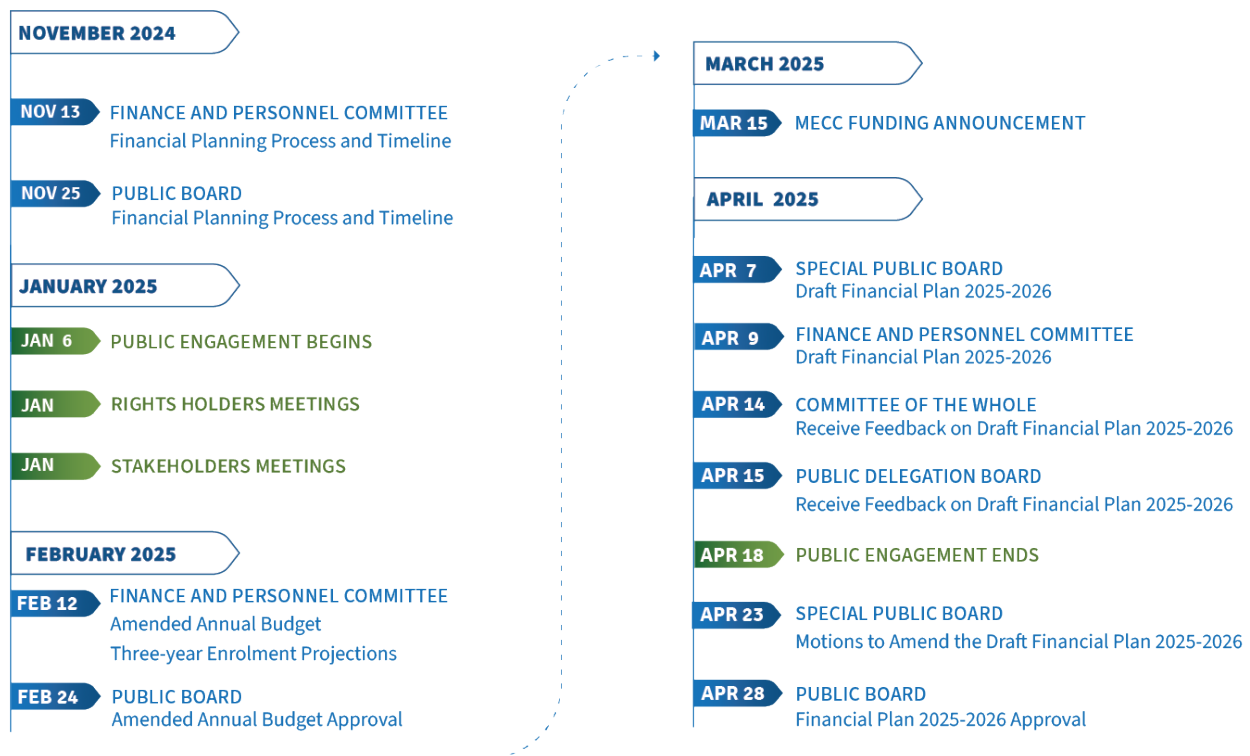 NOVEMBER 2024
NOV 13
FINANCE AND PERSONNEL COMMITTEE
Financial Planning Process and Timeline
NOV 25
PUBLIC BOARD
Financial Planning Process and Timeline
JANUARY 2025
JAN 6
PUBLIC ENGAGEMENT BEGINS
JAN
RIGHTS HOLDERS MEETINGS
JAN
STAKEHOLDERS MEETINGS
FEBRUARY 2025
FEB 12
FINANCE AND PERSONNEL COMMITTEE
Amended Annual Budget
Three-year Enrolment Projections
FEB 24
PUBLIC BOARD
Amended Annual Budget Approval
MARCH 2025
MAR 15
MECC FUNDING ANNOUNCEMENT
APRIL 2025
APR 7
SPECIAL PUBLIC BOARD
Draft Financial Plan 2025-2026
APR 9
FINANCE AND PERSONNEL COMMITTEE
Draft Financial Plan 2025-2026
APR 14
COMMITTEE OF THE WHOLE
Receive Feedback on Draft Financial Plan 2025-2026
APR 15
PUBLIC DELEGATION BOARD
Receive Feedback on Draft Financial Plan 2025-2026
APR 18
PUBLIC ENGAGEMENT ENDS
APR 23
SPECIAL PUBLIC BOARD
Motions to Amend the Draft Financial Plan 2025-2026
APR 28
PUBLIC BOARD
Financial Plan 2025-2026 Approval